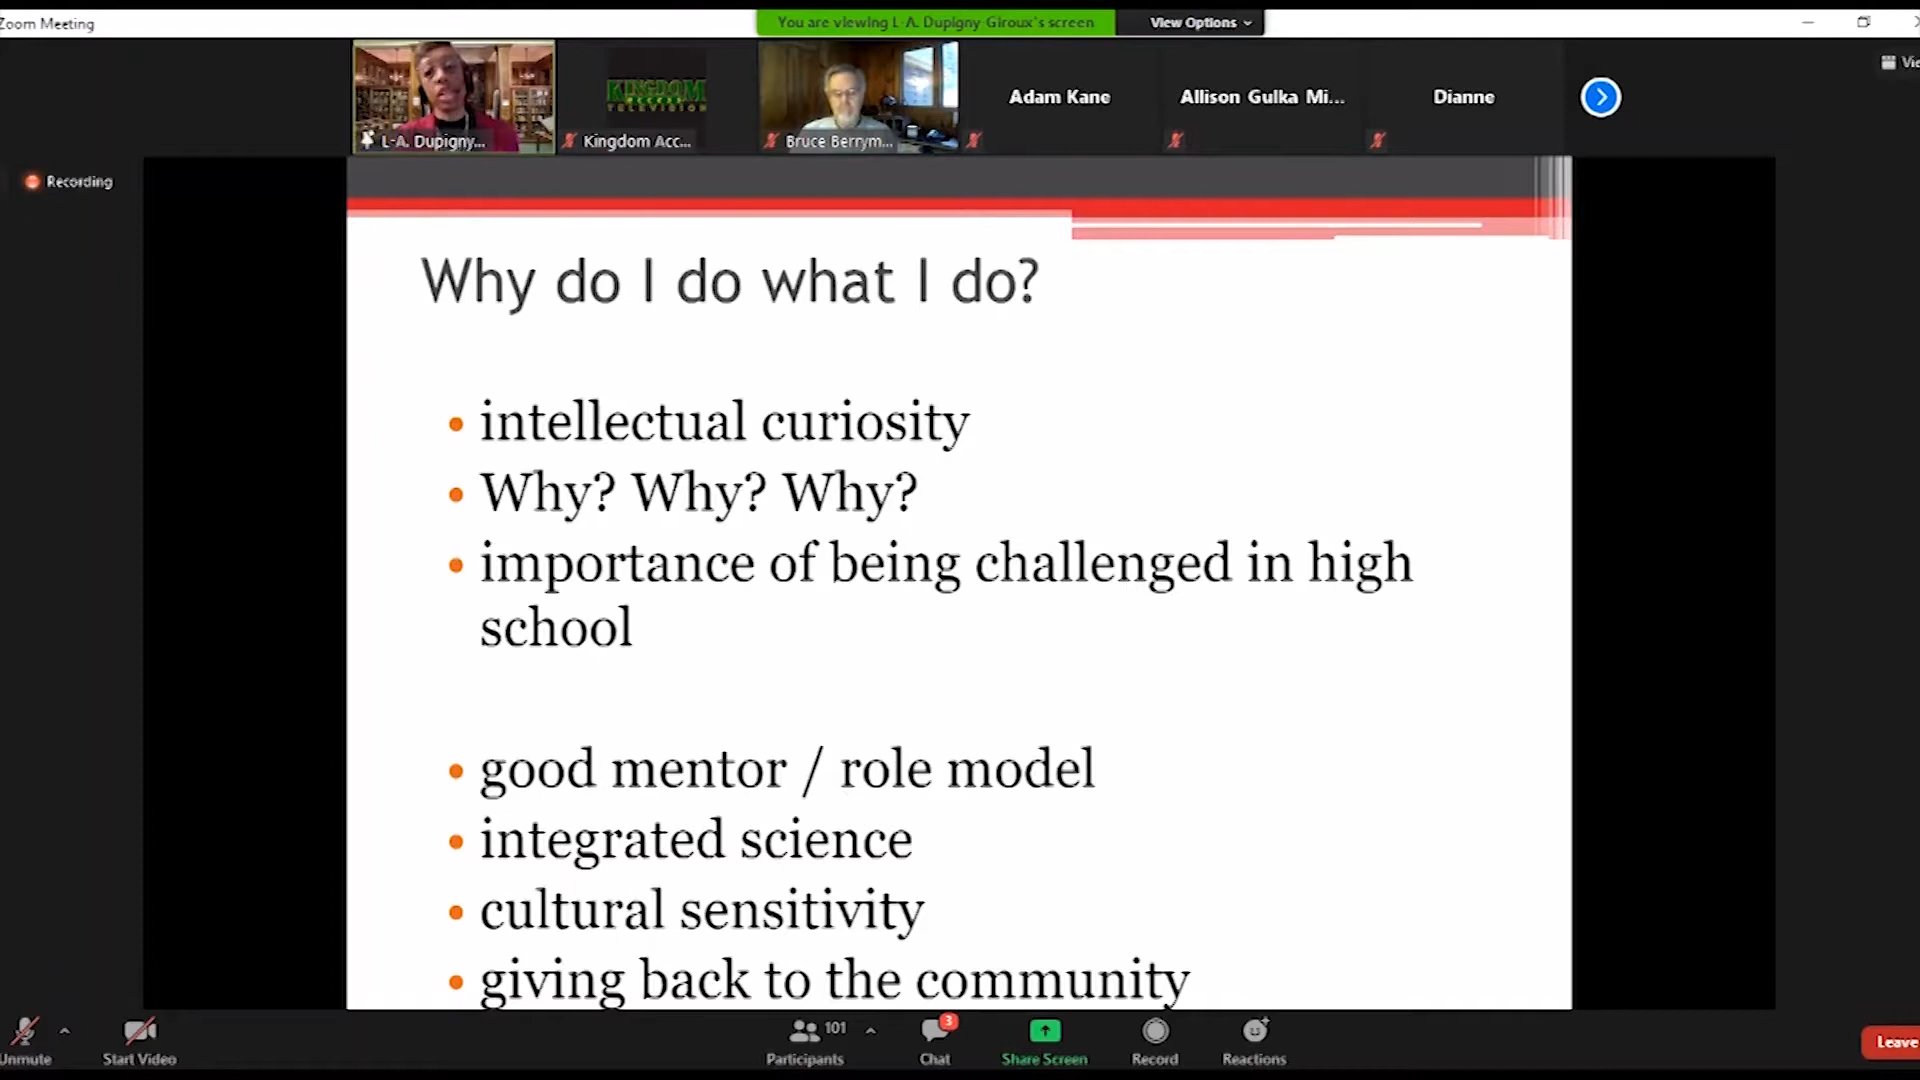 Zoom Meeting
You are viewing L-A. Dupigny-Giroux's screen
View Options
KINGDOM
ACCESS
TELEVISION
Adam Kane
Allison Gulka Mi...
Dianne
L-A. Dupigny...
Kingdom Acc...
Bruce Berrym...
Vie
Recording
Why do I do what I do?
• intellectual curiosity
• Why? Why? Why?
• importance of being challenged in high
school
• good mentor / role model
• integrated science
• cultural sensitivity
• giving back to the community
Unmute
Start Video
101
Participants
3
Chat
Share Screen
Record
Reactions
Leave